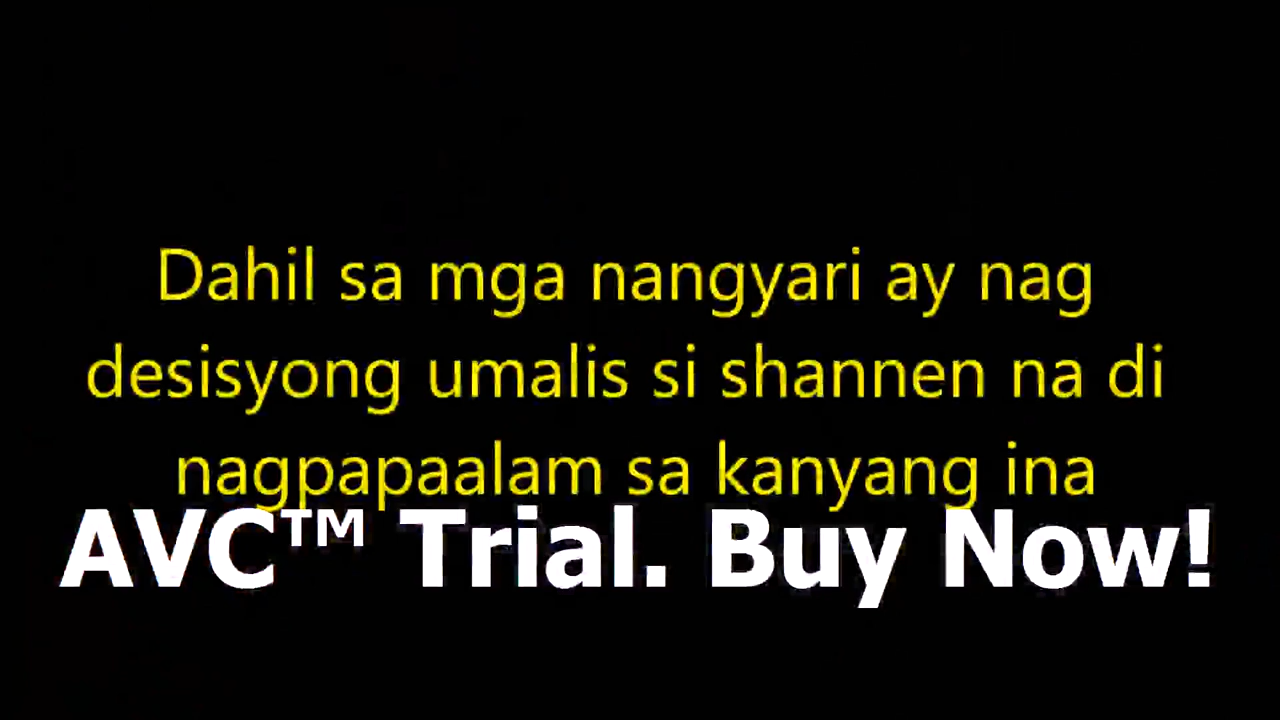 Dahil sa mga nangyari ay nag
desisyong umalis si shannen na di
nagpapaalam sa kanyang ina
AVC™ Trial. Buy Now!